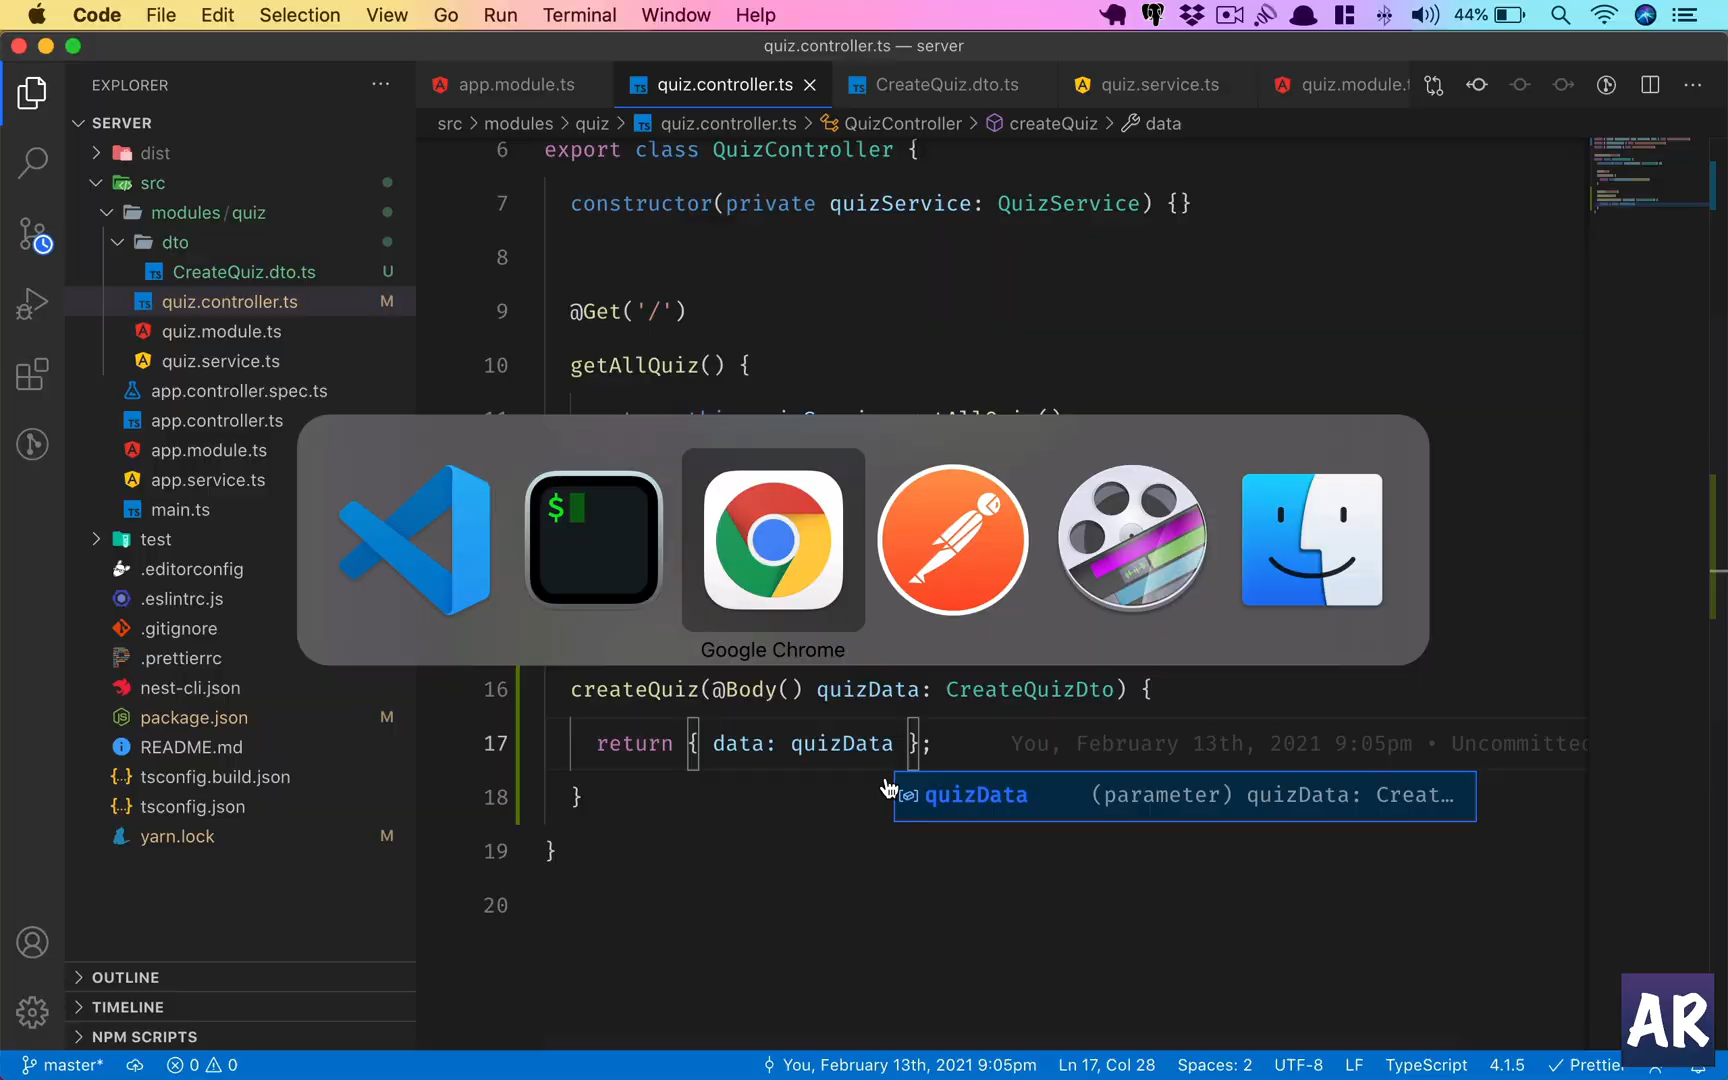 Code File Edit Selection View Go Run Terminal Window Help 44%
quiz.controller.ts — server
EXPLORER
app.module.ts quiz.controller.ts CreateQuiz.dto.ts quiz.service.ts quiz.module.t
SERVER
src > modules > quiz > quiz.controller.ts > QuizController > createQuiz > data
dist
src
modules / quiz
dto
CreateQuiz.dto.ts U
quiz.controller.ts M
quiz.module.ts
quiz.service.ts
app.controller.spec.ts
app.controller.ts
app.module.ts
app.service.ts
main.ts
test
.editorconfig
.eslintrc.js
.gitignore
.prettierrc
nest-cli.json
package.json M
README.md
tsconfig.build.json
tsconfig.json
yarn.lock M
OUTLINE
TIMELINE
NPM SCRIPTS
6 export class QuizController {
7 constructor(private quizService: QuizService) {}
8
9 @Get('/')
10 getAllQuiz() {
$
Google Chrome
16 createQuiz(@Body() quizData: CreateQuizDto) {
17 return { data: quizData }; You, February 13th, 2021 9:05pm • Uncommitted
quizData (parameter) quizData: Creat…
18 }
19 }
20
AR
master* 0 0 You, February 13th, 2021 9:05pm Ln 17, Col 28 Spaces: 2 UTF-8 LF TypeScript 4.1.5 Prettie